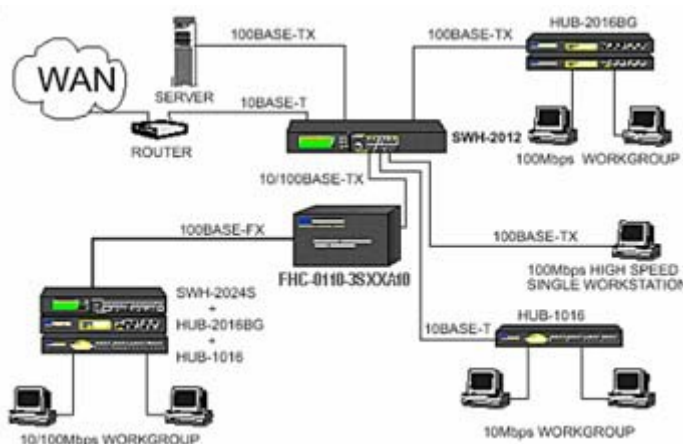 HUB-2016BG
100BASE-TX
100BASE-TX
WAN
SERVER
10BASE-T
ROUTER
SWH-2012
100Mbps WORKGROUP
10/100BASE-TX
100BASE-FX
100BASE-TX
FHC-0110-3SXXA10
100Mbps HIGH SPEED
SINGLE WORKSTATION
SWH-2024S
+
HUB-2016BG
+
HUB-1016
10BASE-T
HUB-1016
10/100Mbps WORKGROUP
10Mbps WORKGROUP